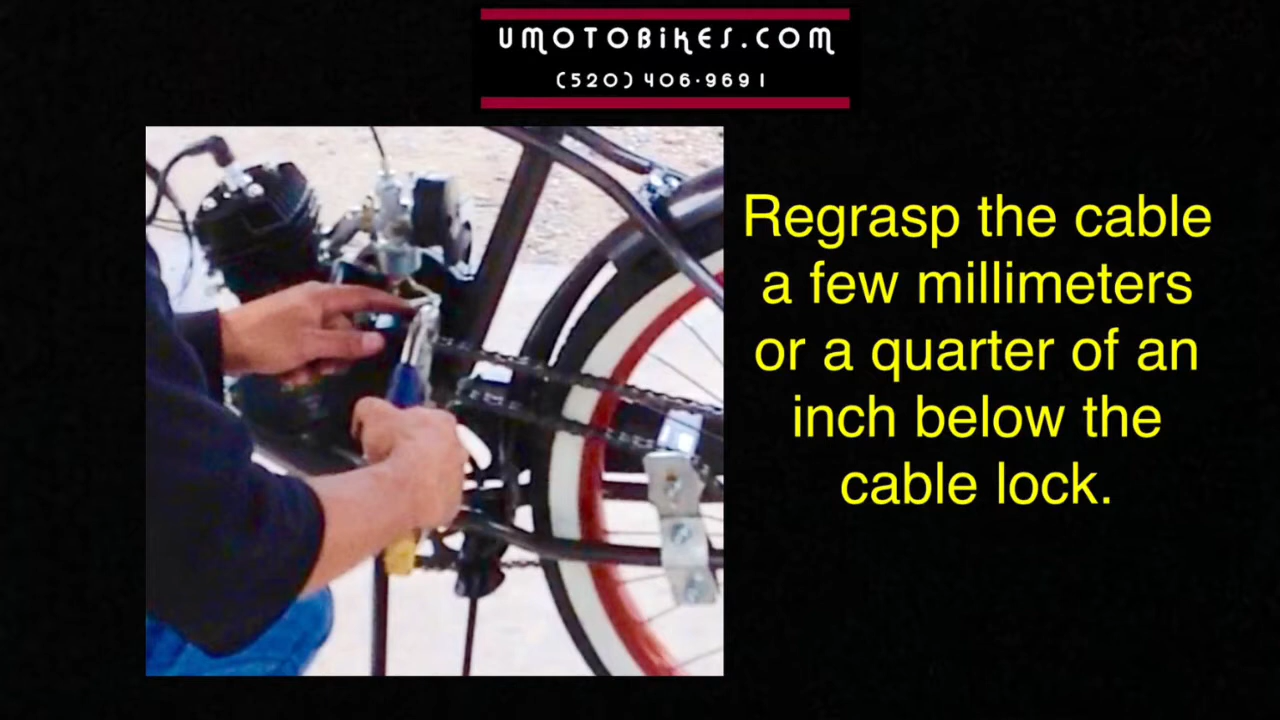 UMOTOBIKES.COM
(520) 406-9691
Regrasp the cable
a few millimeters
or a quarter of an
inch below the
cable lock.